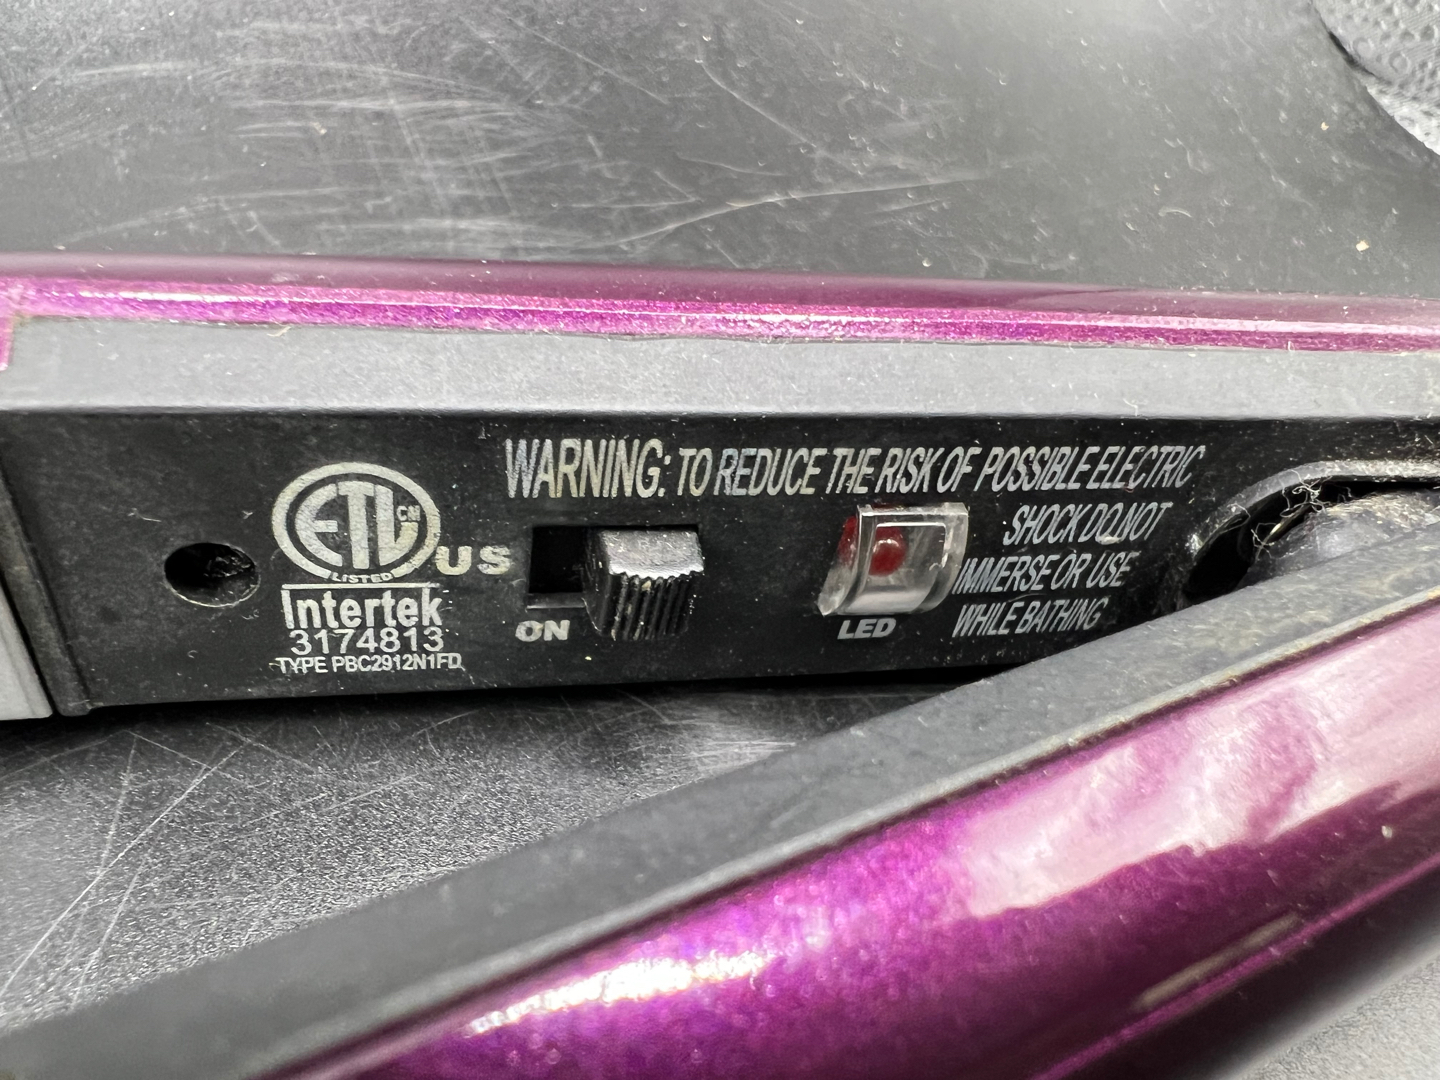 WARNING: TO REDUCE THE RISK OF POSSIBLE ELECTRIC
SHOCK DO NOT
IMMERSE OR USE
WHILE BATHING
ETL CM
LISTED
US
Intertek
3174813
TYPE PBC2912N1FD
ON
LED